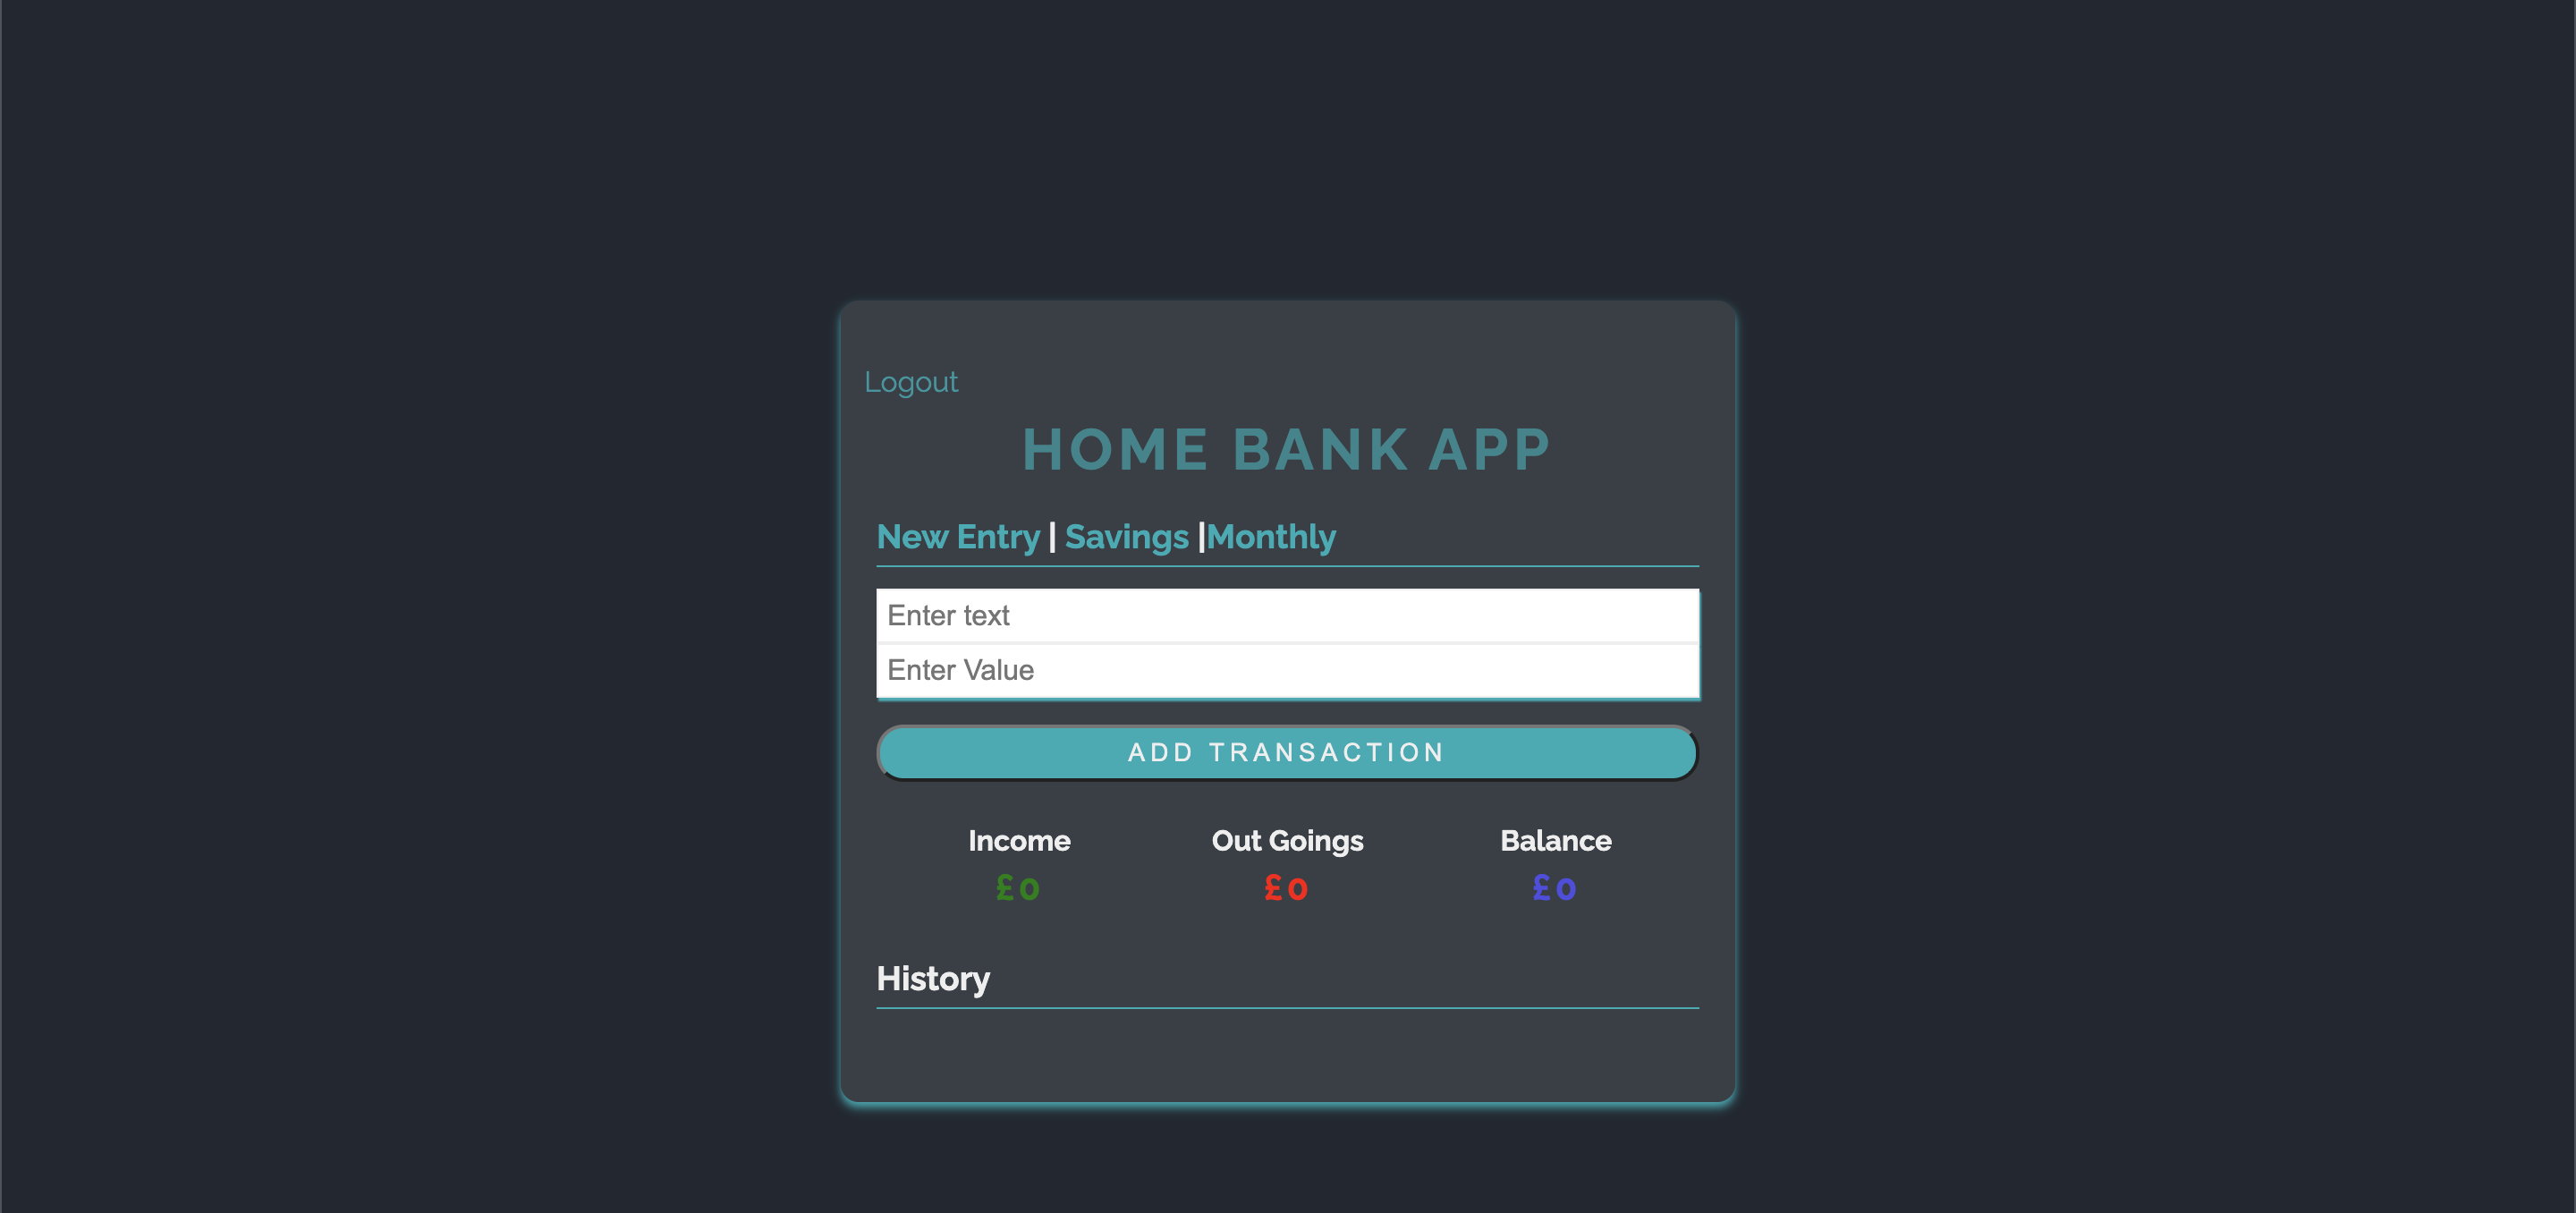 Logout
HOME BANK APP
New Entry | Savings |Monthly
Enter text
Enter Value
ADD TRANSACTION
Income Out Goings Balance
£0 £0 £0
History